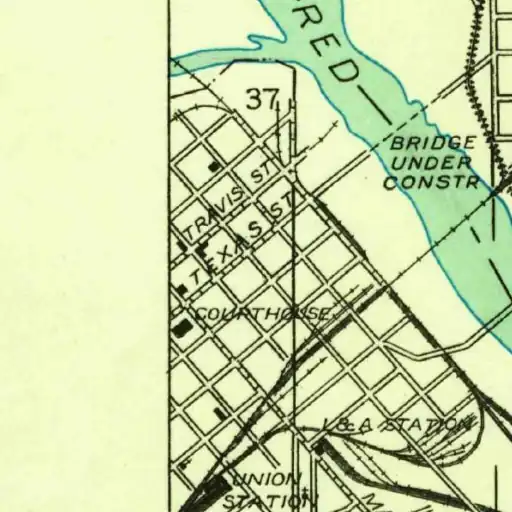 RED
37
BRIDGE
UNDER
CONSTR
TRAVIS ST
TEXAS ST
COURTHOUSE
L&A STATION
UNION
STATION